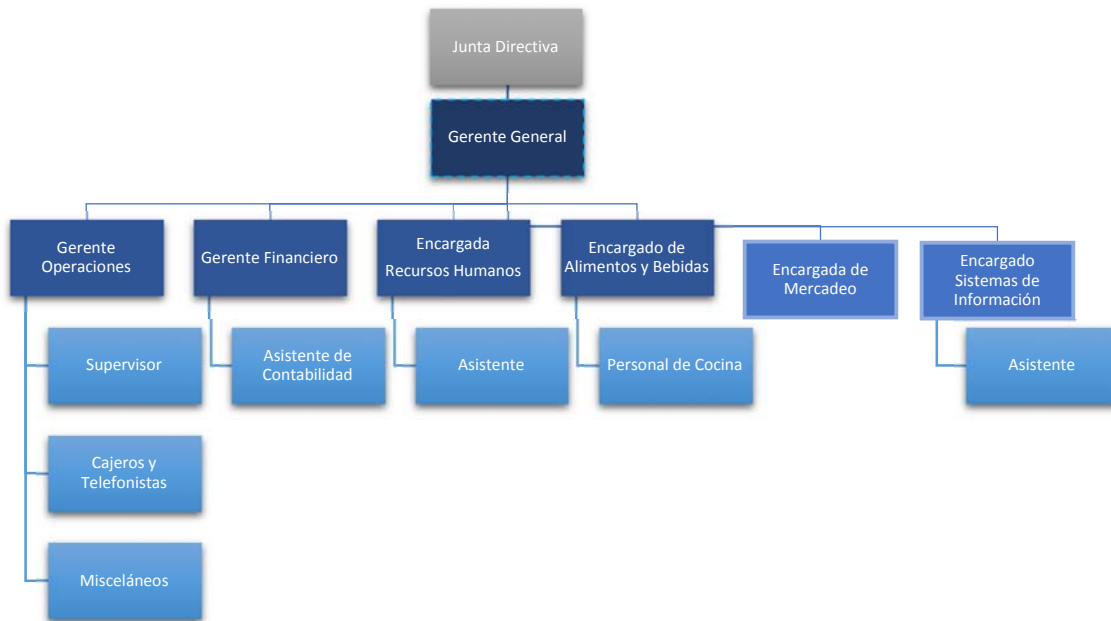 Junta Directiva
Gerente General
Gerente
Operaciones
Gerente Financiero
Encargada
Recursos Humanos
Encargado de
Alimentos y Bebidas
Encargada de
Mercadeo
Encargado
Sistemas de
Información
Supervisor
Asistente de
Contabilidad
Asistente
Personal de Cocina
Asistente
Cajeros y
Telefonistas
Misceláneos